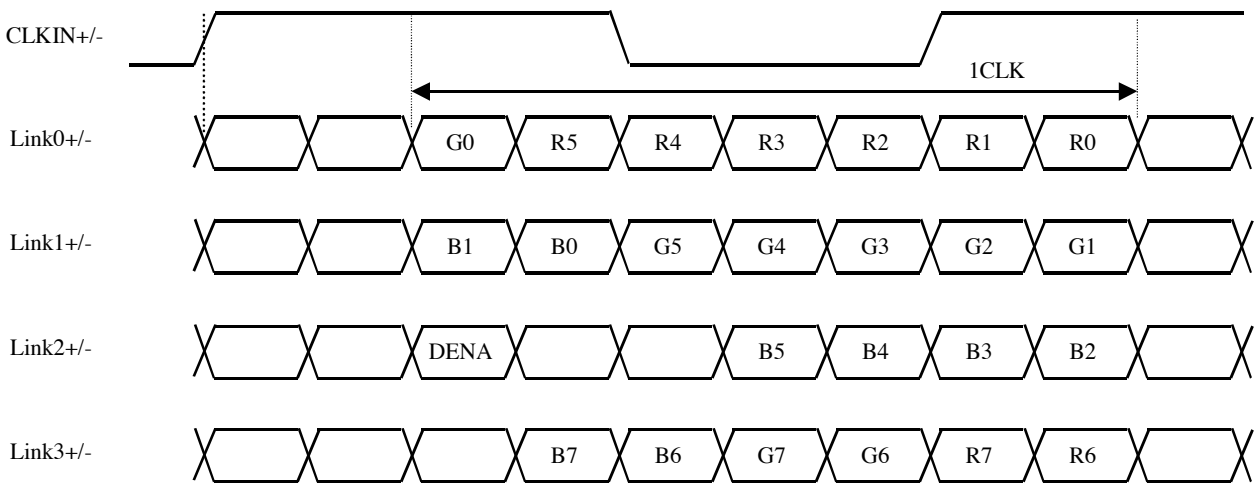 CLKIN+/-
1CLK
Link0+/- G0 R5 R4 R3 R2 R1 R0
Link1+/- B1 B0 G5 G4 G3 G2 G1
Link2+/- DENA B5 B4 B3 B2
Link3+/- B7 B6 G7 G6 R7 R6